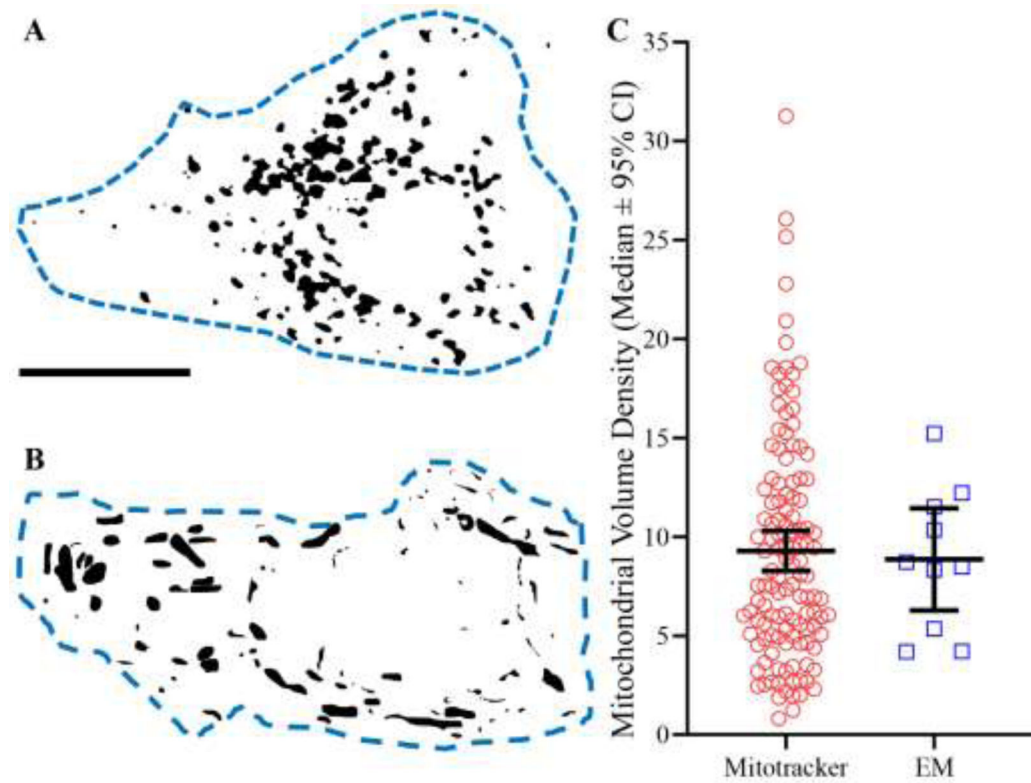 A
B
C
Mitochondrial Volume Density (Median ± 95% CI)
35
30
25
20
15
10
5
0
Mitotracker
EM